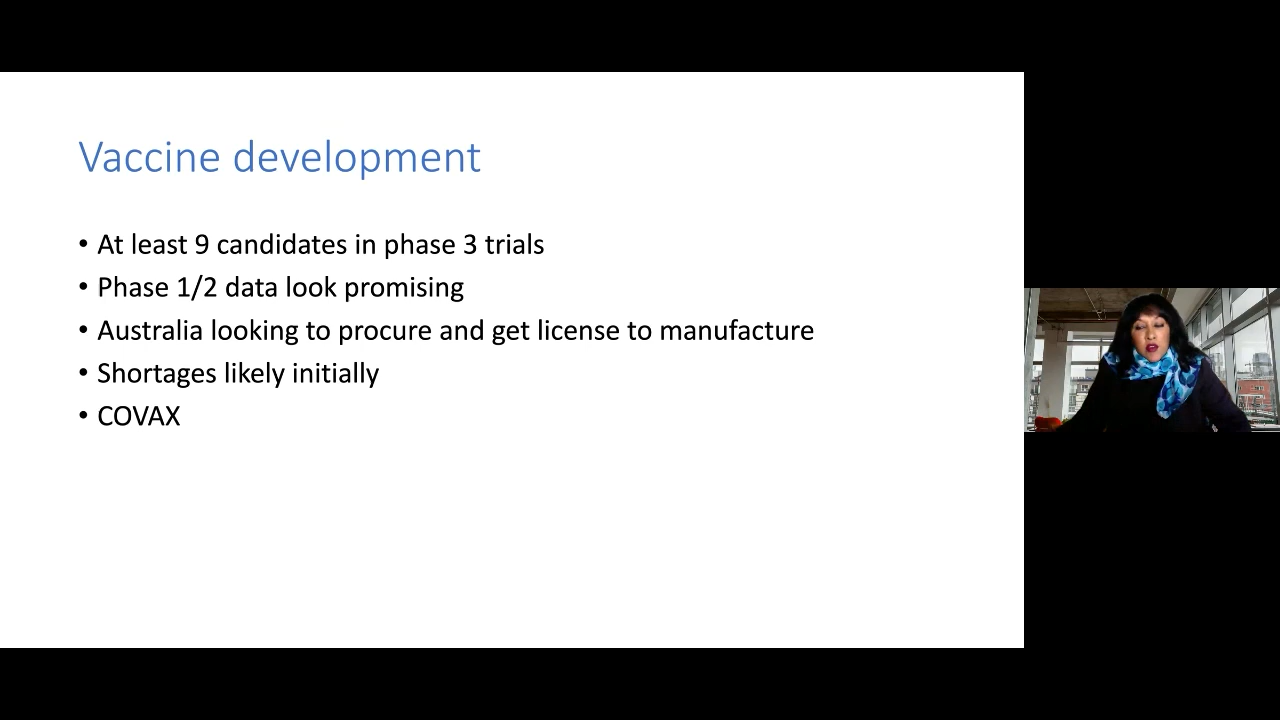 Vaccine development
• At least 9 candidates in phase 3 trials
• Phase 1/2 data look promising
• Australia looking to procure and get license to manufacture
• Shortages likely initially
• COVAX